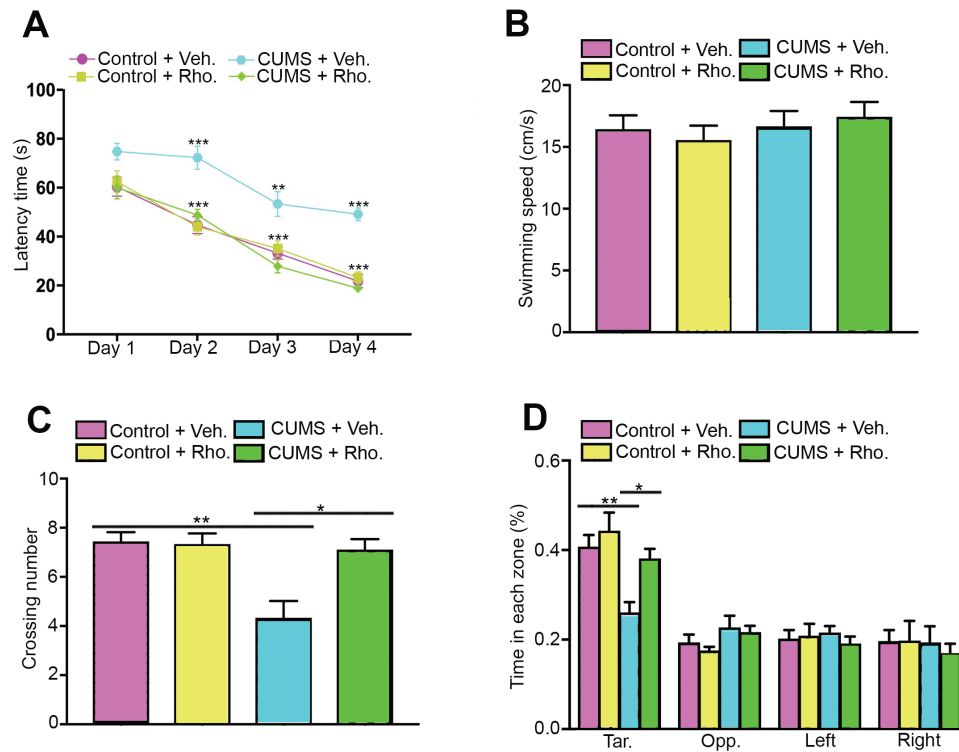 A
Control + Veh. CUMS + Veh.
Control + Rho. CUMS + Rho.
Latency time (s)
100
80
60
40
20
0
***
**
***
***
***
***
Day 1 Day 2 Day 3 Day 4
B
Control + Veh. CUMS + Veh.
Control + Rho. CUMS + Rho.
Swimming speed (cm/s)
20
15
10
5
0
C
Control + Veh. CUMS + Veh.
Control + Rho. CUMS + Rho.
Crossing number
10
8
6
4
2
0
**
*
D
Control + Veh. CUMS + Veh.
Control + Rho. CUMS + Rho.
Time in each zone (%)
0.6
0.4
0.2
0.0
*
**
Tar. Opp. Left Right